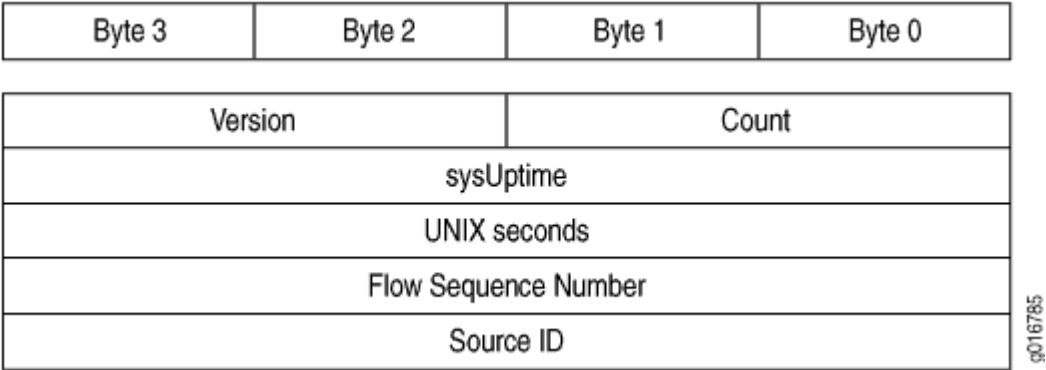 Byte 3 Byte 2 Byte 1 Byte 0
Version Count
sysUptime
UNIX seconds
Flow Sequence Number
Source ID
g016785